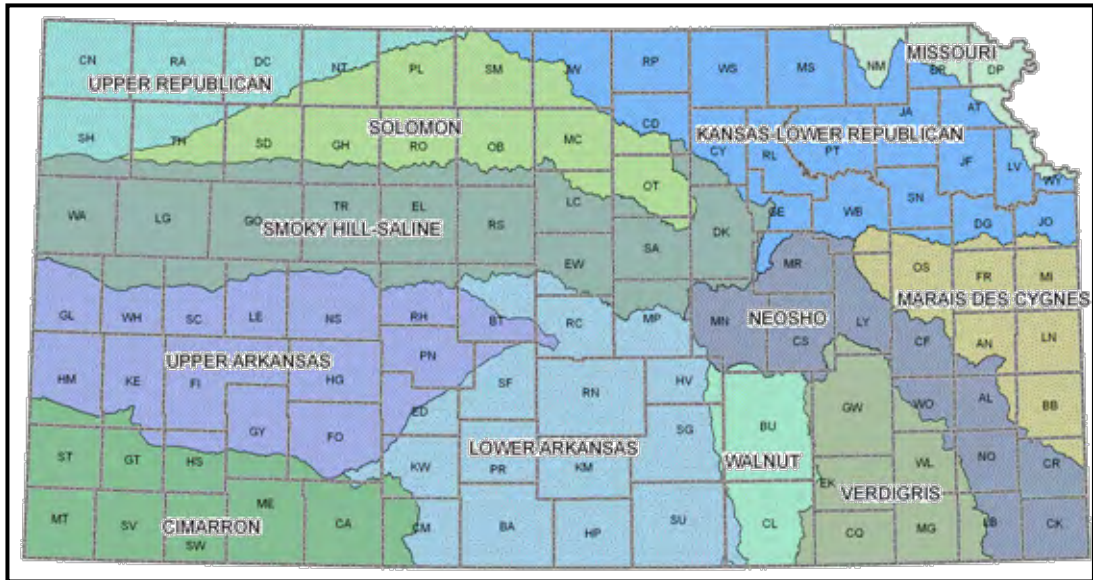 CN RA DC NT PL SM JW RP WS MS NM BR DP
MISSOURI
UPPER REPUBLICAN
SH TH SD GH RO OB MC CD CY RL PT JA AT JF LV WY
SOLOMON
KANSAS-LOWER REPUBLICAN
WA LG GO TR EL RS LC OT SA DK GE WB SN DG JO
SMOKY HILL-SALINE
EW MR OS FR MI
MARAIS DES CYGNES
GL WH SC LE NS RH BT RC MP MN CS LY CF AN LN
NEOSHO
UPPER ARKANSAS
HM KE FI HG PN SF RN HV
GY FO ED SG BU GW WO AL BB
LOWER ARKANSAS
ST GT HS KW PR KM WL NO CR
WALNUT
EK
VERDIGRIS
MT SV SW ME CA CM BA HP SU CL CQ MG LB CK
CIMARRON